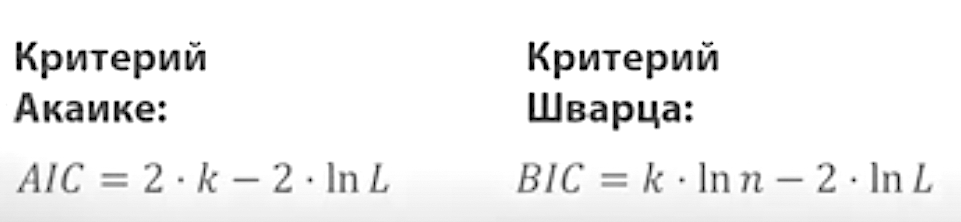 Критерий
Акаике:
AIC = 2 · k − 2 · ln L
Критерий
Шварца:
BIC = k · ln n − 2 · ln L